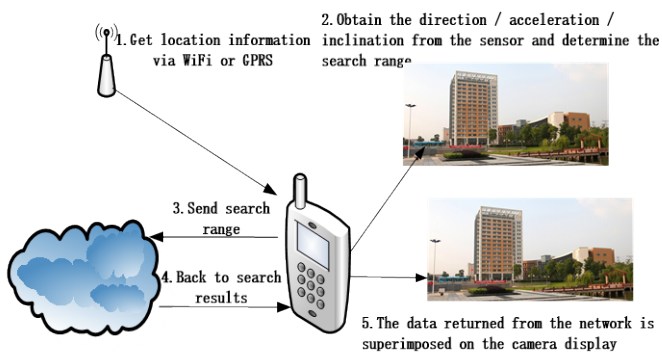 1.Get location information
via WiFi or GPRS
2.Obtain the direction / acceleration /
inclination from the sensor and determine the
search range
3.Send search
range
4.Back to search
results
5.The data returned from the network is
superimposed on the camera display